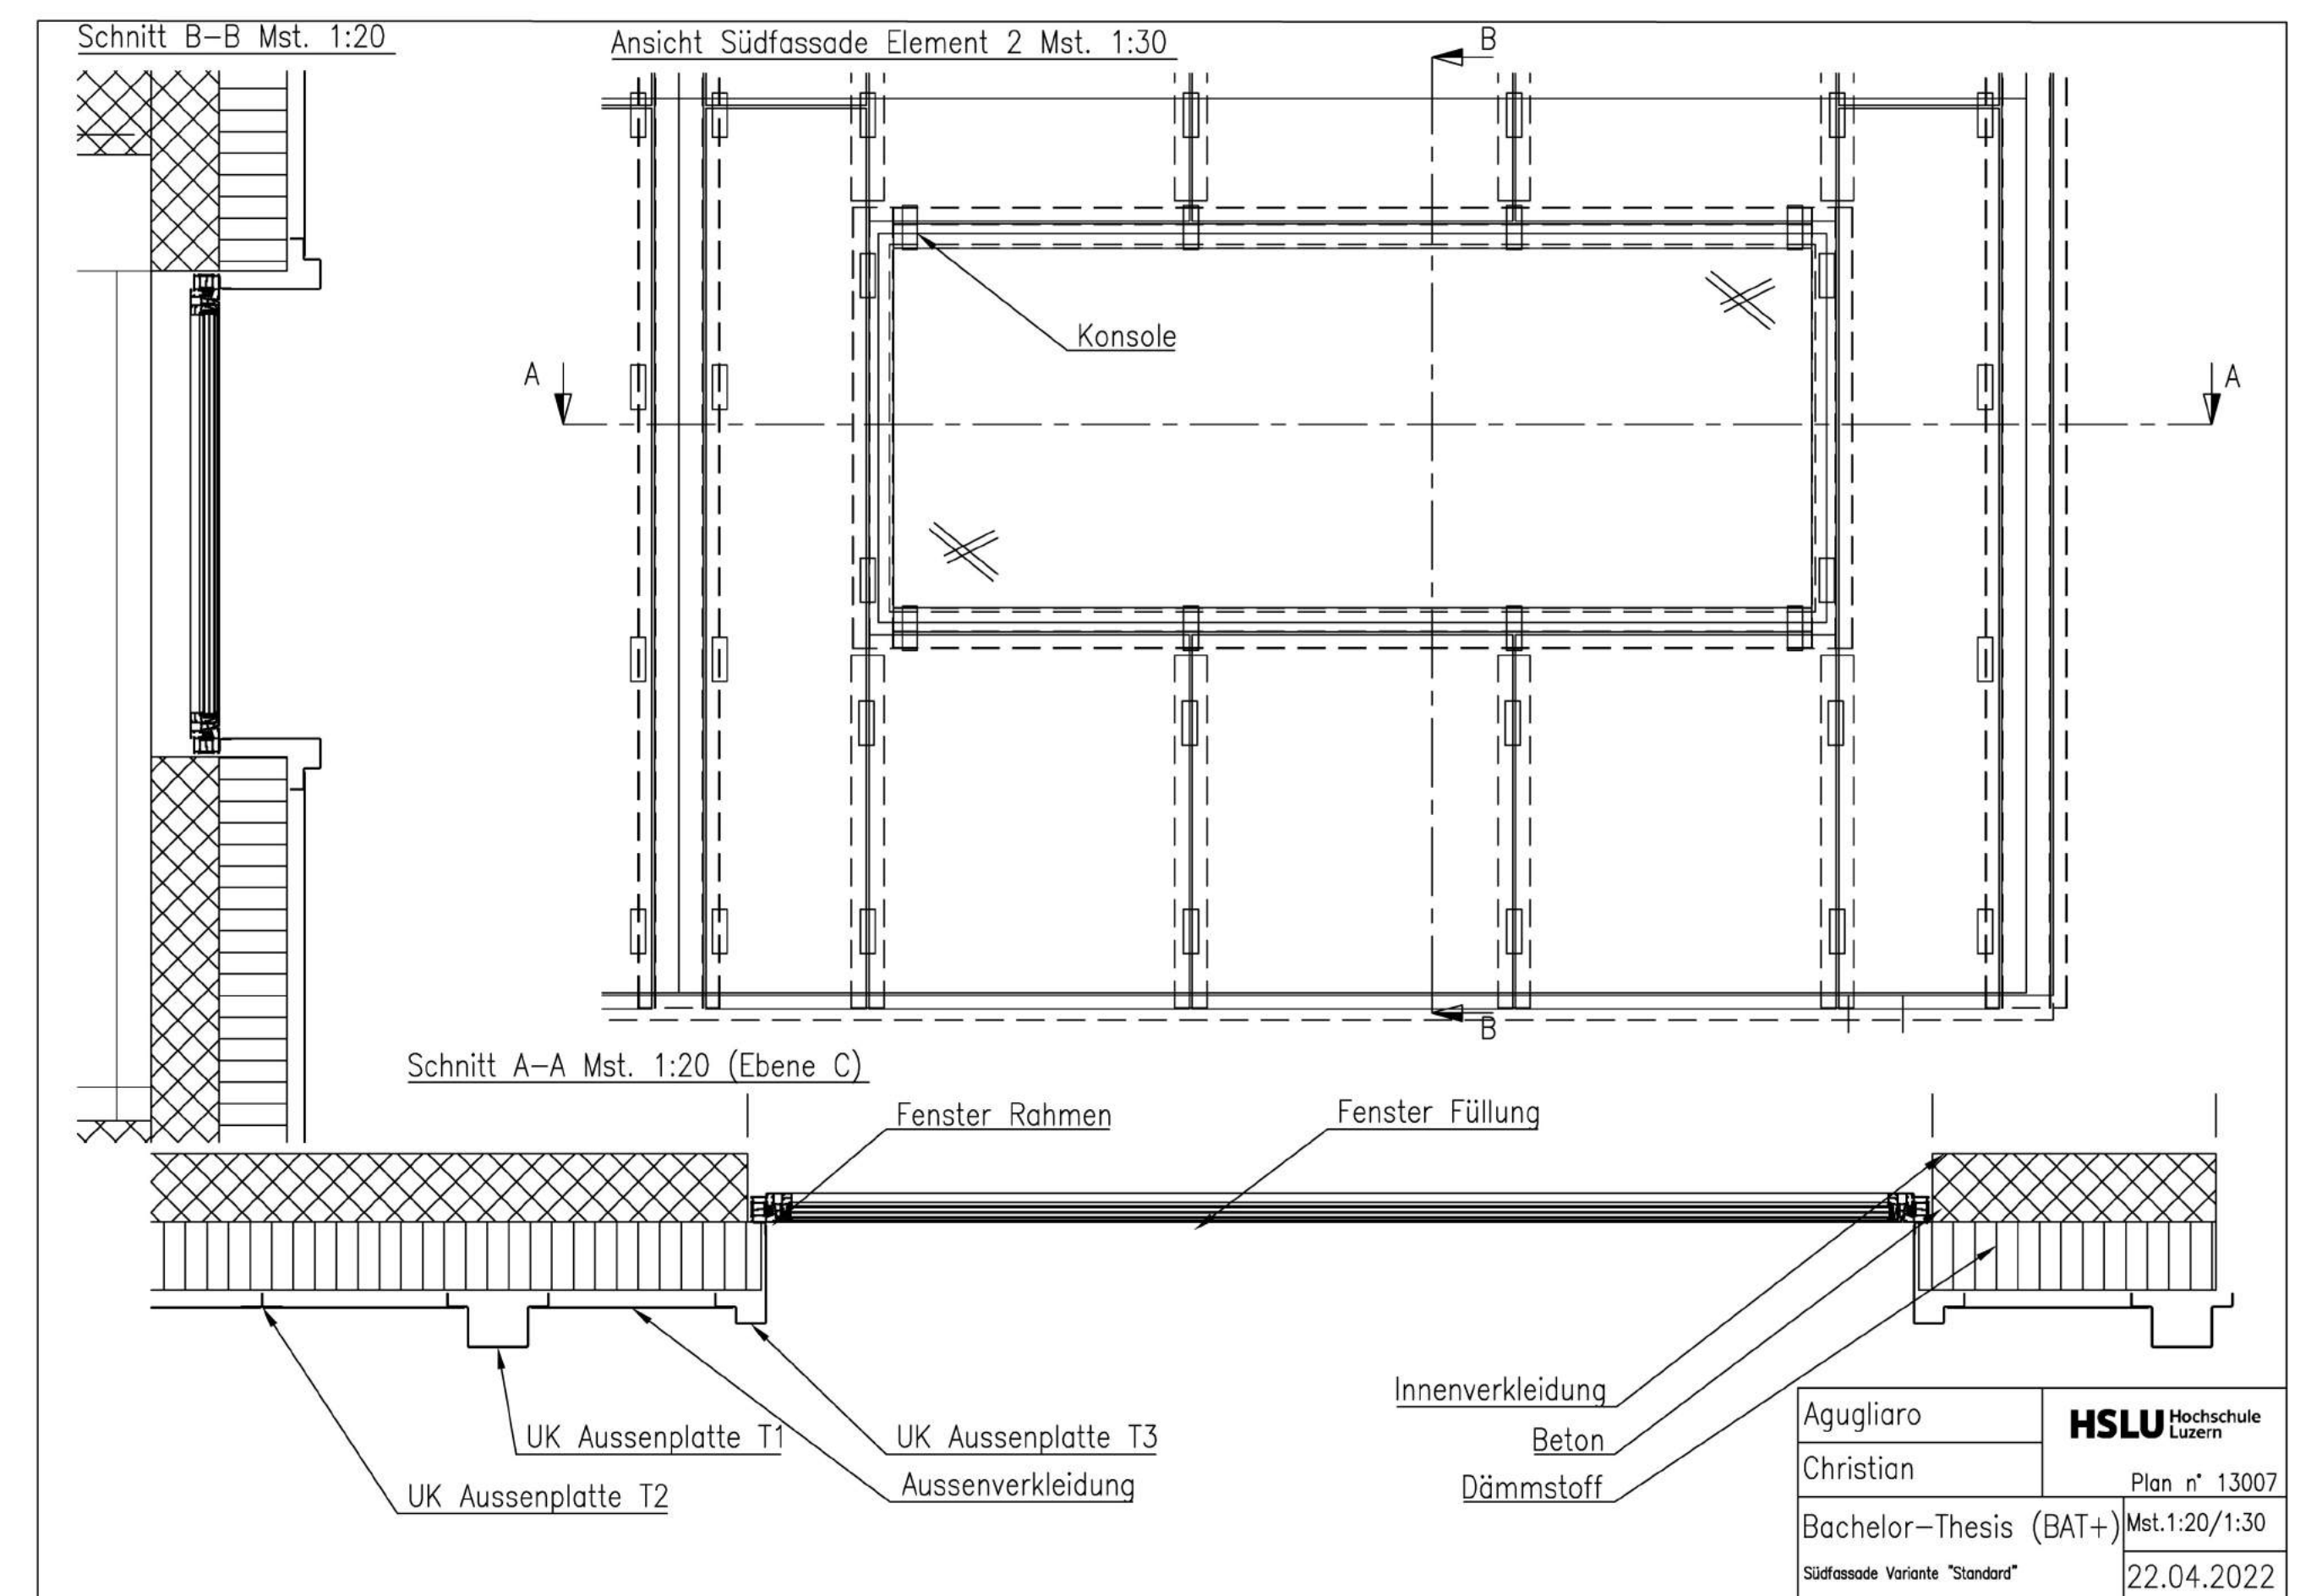 Schnitt B-B Mst. 1:20
Ansicht Südfassade Element 2 Mst. 1:30
B
Konsole
A
A
B
Schnitt A-A Mst. 1:20 (Ebene C)
Fenster Rahmen
Fenster Füllung
Innenverkleidung
UK Aussenplatte T1
UK Aussenplatte T3
Beton
Aussenverkleidung
Dämmstoff
UK Aussenplatte T2
Agugliaro
HSLU Hochschule
Luzern
Christian
Plan n° 13007
Bachelor-Thesis (BAT+)
Mst.1:20/1:30
Südfassade Variante "Standard"
22.04.2022